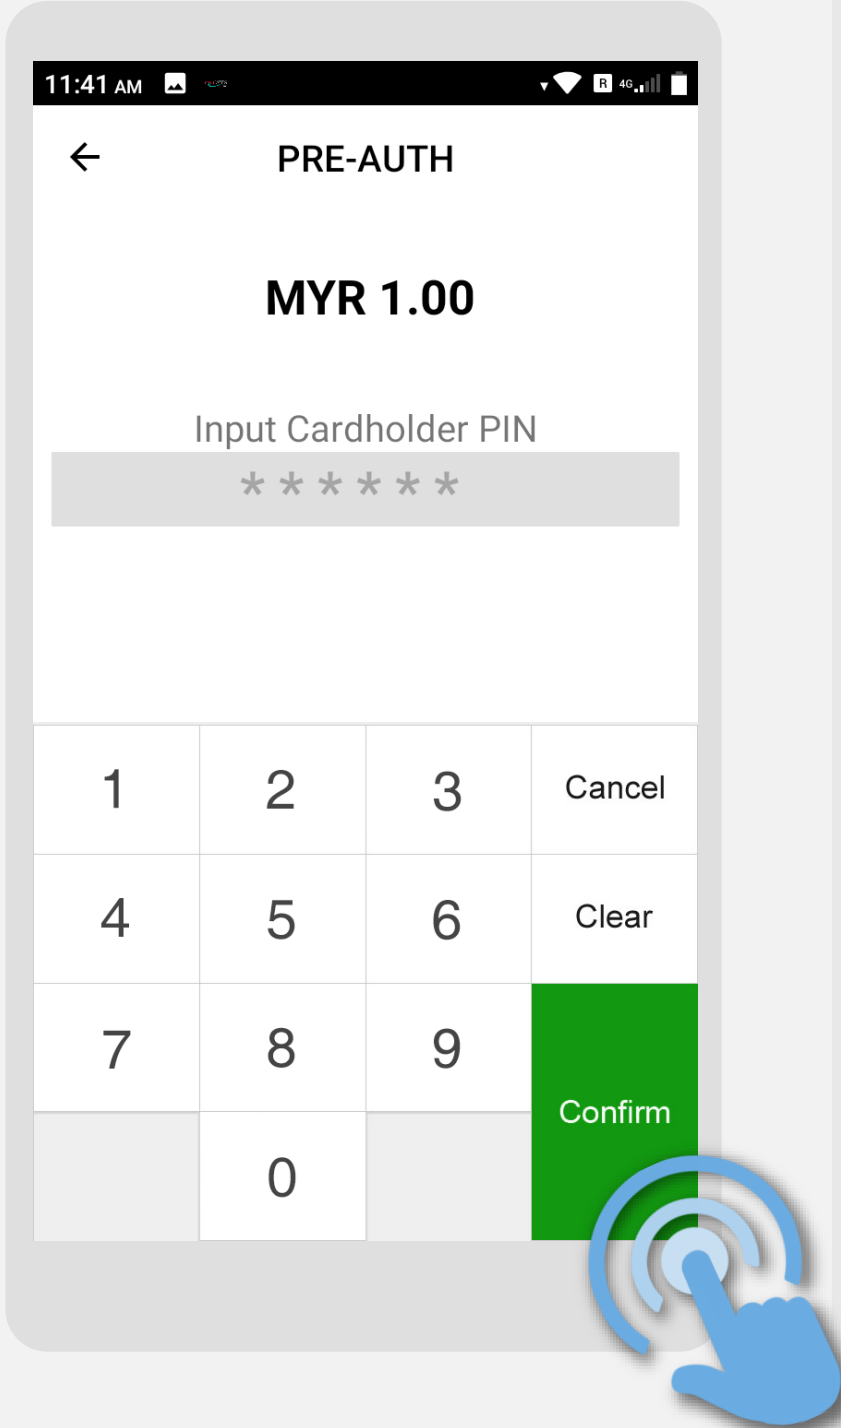 11:41 AM R 4G
PRE-AUTH
MYR 1.00
Input Cardholder PIN
* * * * * *
1 2 3 Cancel
4 5 6 Clear
7 8 9
Confirm
0